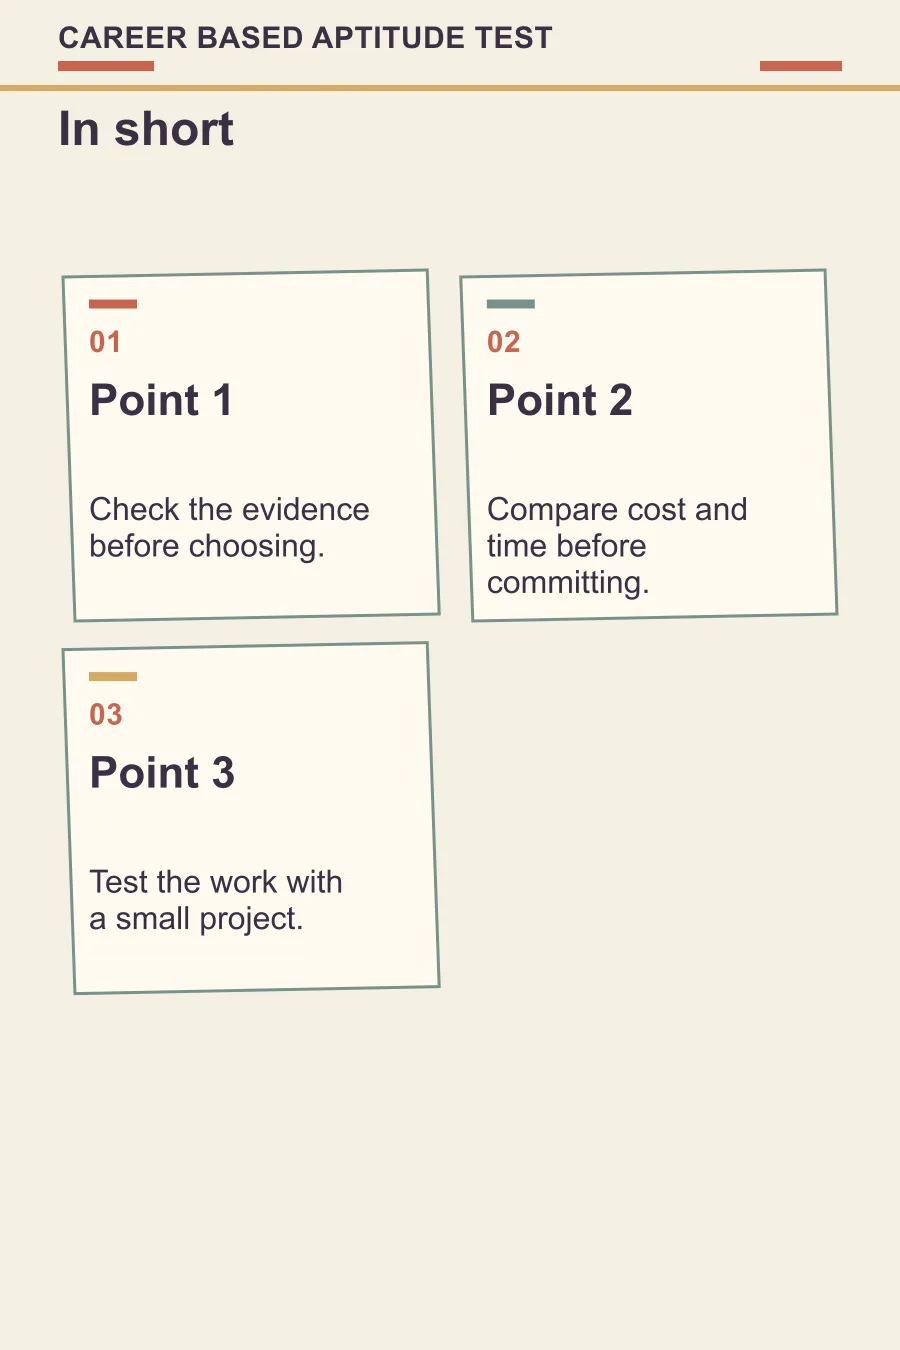 CAREER BASED APTITUDE TEST
In short
01
Point 1
Check the evidence
before choosing.
02
Point 2
Compare cost and
time before
committing.
03
Point 3
Test the work with
a small project.